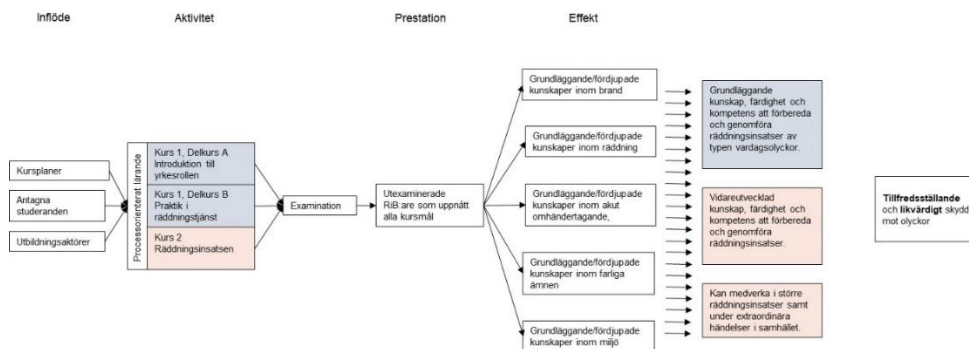 Inflöde
Aktivitet
Prestation
Effekt
Kursplaner
Antagna
studeranden
Utbildningsaktörer
Processorienterat lärande
Kurs 1, Delkurs A
Introduktion till
yrkesrollen
Kurs 1, Delkurs B
Praktik i
räddningstjänst
Kurs 2
Räddningsinsatsen
Examination
Utexaminerade
RiB:are som uppnått
alla kursmål
Grundläggande/fördjupade
kunskaper inom brand
Grundläggande/fördjupade
kunskaper inom räddning
Grundläggande/fördjupade
kunskaper inom akut
omhändertagande,
Grundläggande/fördjupade
kunskaper inom farliga
ämnen
Grundläggande/fördjupade
kunskaper inom miljö
Grundläggande
kunskap, färdighet och
kompetens att förbereda
och genomföra
räddningsinsatser av
typen vardagsolyckor.
Vidareutvecklad
kunskap, färdighet och
kompetens att förbereda
och genomföra
räddningsinsatser.
Kan medverka i större
räddningsinsatser samt
under extraordinära
händelser i samhället.
Tillfredsställande
och likvärdigt skydd
mot olyckor